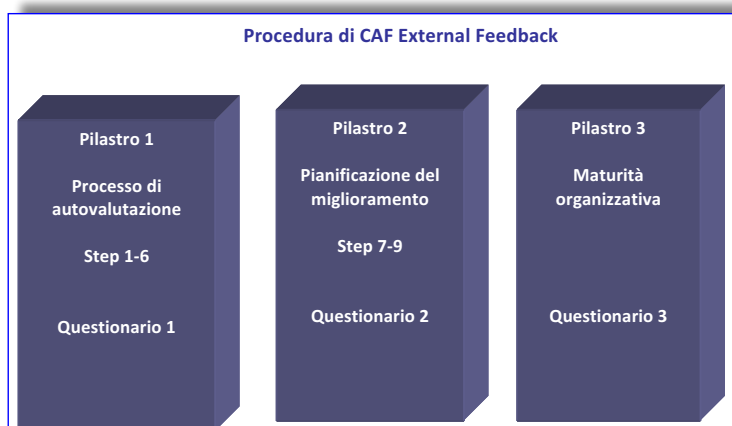 Procedura di CAF External Feedback
Pilastro 1
Processo di
autovalutazione
Step 1-6
Questionario 1
Pilastro 2
Pianificazione del
miglioramento
Step 7-9
Questionario 2
Pilastro 3
Maturità
organizzativa
Questionario 3